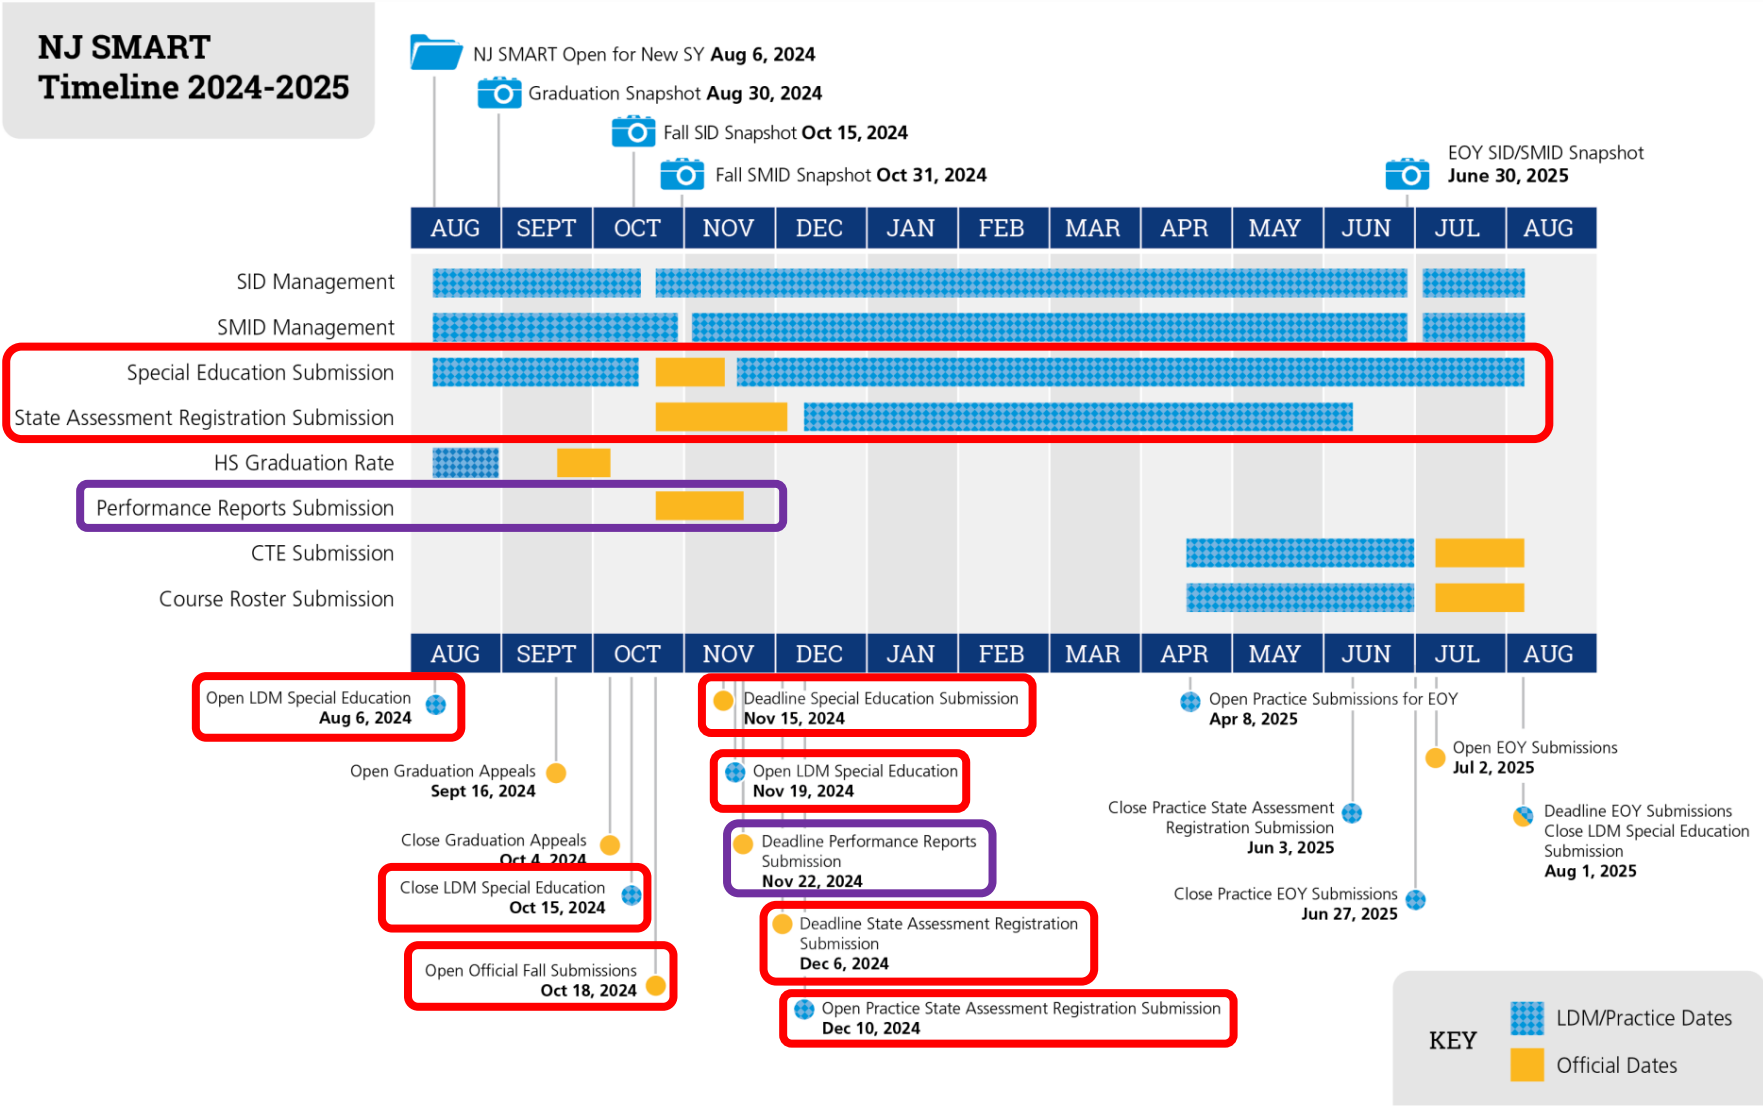 NJ SMART
Timeline 2024-2025
NJ SMART Open for New SY Aug 6, 2024
Graduation Snapshot Aug 30, 2024
Fall SID Snapshot Oct 15, 2024
Fall SMID Snapshot Oct 31, 2024
EOY SID/SMID Snapshot
June 30, 2025
AUG SEPT OCT NOV DEC JAN FEB MAR APR MAY JUN JUL AUG
SID Management
SMID Management
Special Education Submission
State Assessment Registration Submission
HS Graduation Rate
Performance Reports Submission
CTE Submission
Course Roster Submission
AUG SEPT OCT NOV DEC JAN FEB MAR APR MAY JUN JUL AUG
Open LDM Special Education
Aug 6, 2024
Open Graduation Appeals
Sept 16, 2024
Close Graduation Appeals
Oct 4, 2024
Close LDM Special Education
Oct 15, 2024
Open Official Fall Submissions
Oct 18, 2024
Deadline Special Education Submission
Nov 15, 2024
Open LDM Special Education
Nov 19, 2024
Deadline Performance Reports
Submission
Nov 22, 2024
Deadline State Assessment Registration
Submission
Dec 6, 2024
Open Practice State Assessment Registration Submission
Dec 10, 2024
Open Practice Submissions for EOY
Apr 8, 2025
Close Practice State Assessment
Registration Submission
Jun 3, 2025
Close Practice EOY Submissions
Jun 27, 2025
Open EOY Submissions
Jul 2, 2025
Deadline EOY Submissions
Close LDM Special Education
Submission
Aug 1, 2025
KEY
LDM/Practice Dates
Official Dates